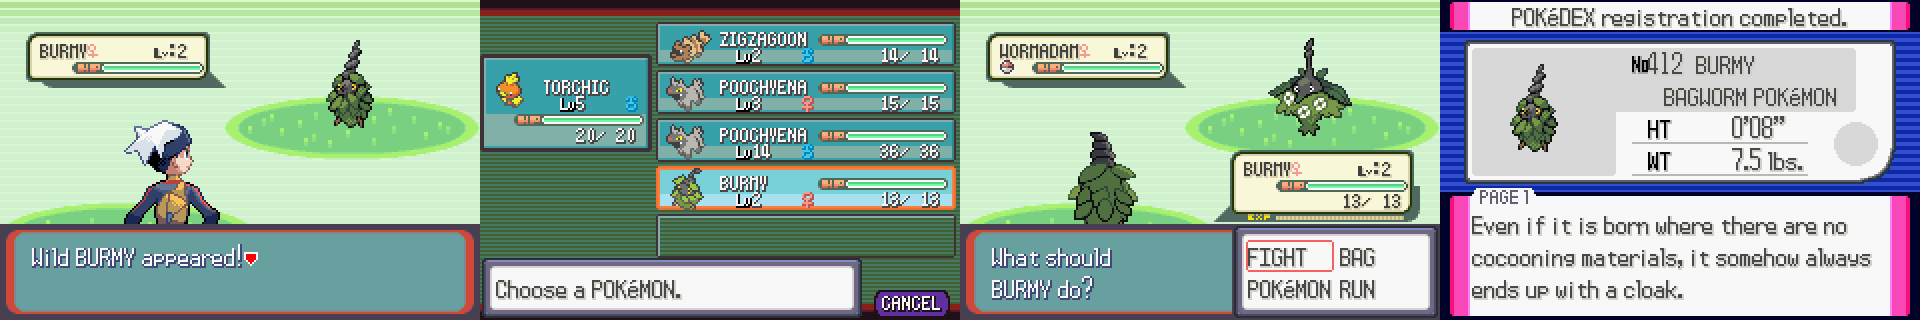 BURMY♀ Lv:2
Wild BURMY appeared!♥
TORCHIC
Lv5 ♂
20/ 20
ZIGZAGOON
Lv2 ♂ 14/ 14
POOCHYENA
Lv3 ♀ 15/ 15
POOCHYENA
Lv14 ♂ 36/ 36
BURMY
Lv2 ♀ 13/ 13
Choose a POKéMON.
CANCEL
WORMADAM♀ Lv:2
BURMY♀ Lv:2
13/ 13
EXP
What should
BURMY do?
FIGHT BAG
POKéMON RUN
POKéDEX registration completed.
No412 BURMY
BAGWORM POKéMON
HT 0'08"
WT 7.5 lbs.
PAGE 1
Even if it is born where there are no
cocooning materials, it somehow always
ends up with a cloak.